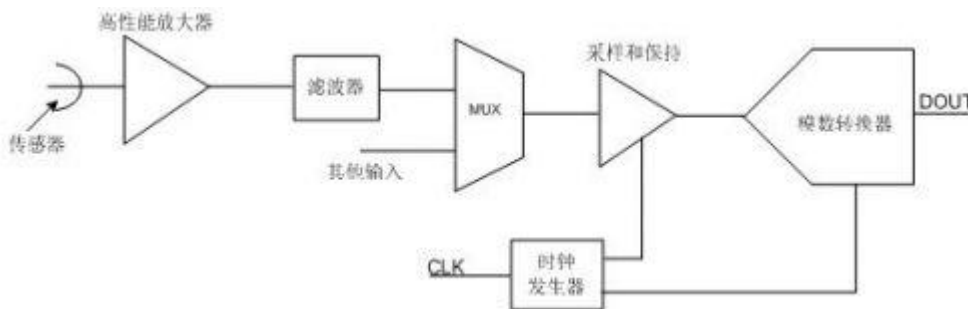 高性能放大器
传感器
滤波器
其他输入
MUX
采样和保持
模数转换器
DOUT
CLK
时钟
发生器